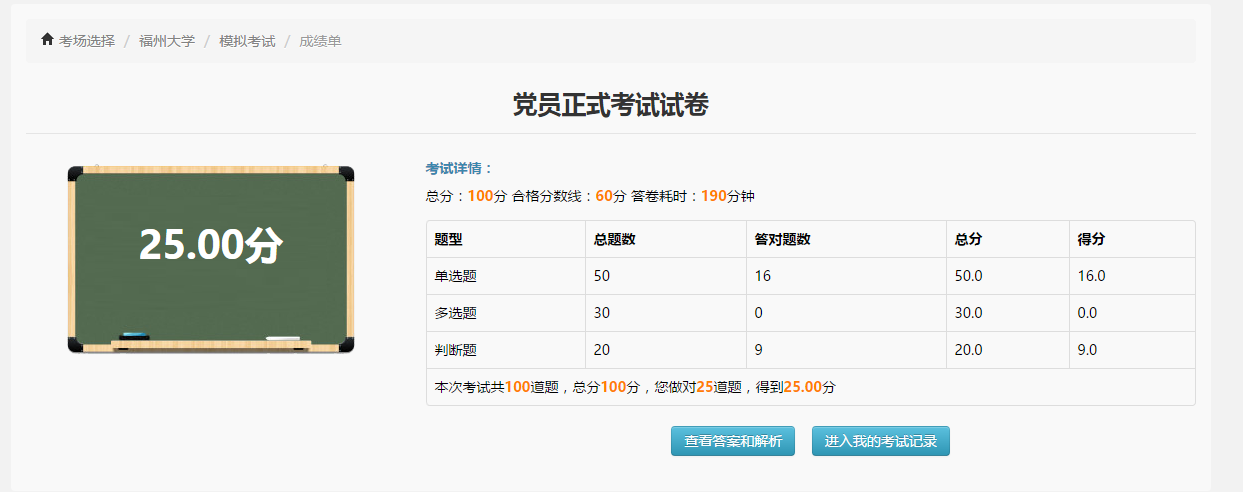 考场选择 / 福州大学 / 模拟考试 / 成绩单
党员正式考试试卷
25.00分
考试详情：
总分：100分 合格分数线：60分 答卷耗时：190分钟
题型 总题数 答对题数 总分 得分
单选题 50 16 50.0 16.0
多选题 30 0 30.0 0.0
判断题 20 9 20.0 9.0
本次考试共100道题，总分100分，您做对25道题，得到25.00分
查看答案和解析 进入我的考试记录